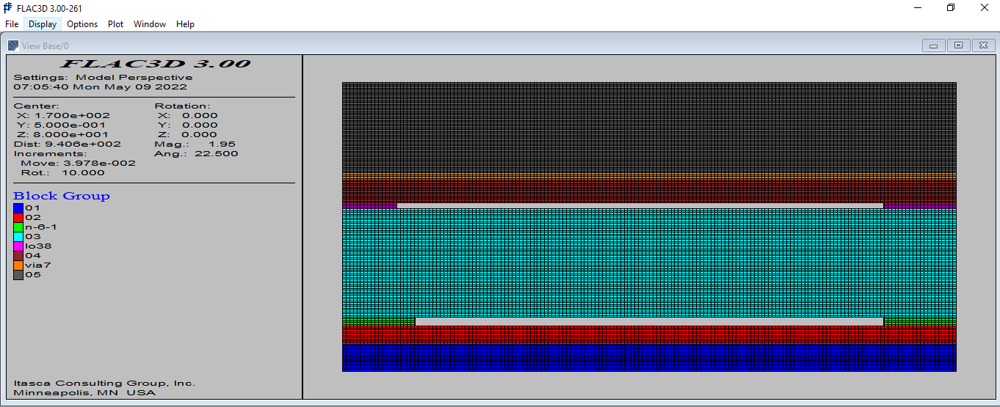 FLAC3D 3.00-261
File Display Options Plot Window Help
View Base/0
FLAC3D 3.00
Settings: Model Perspective
07:05:40 Mon May 09 2022
Center: Rotation:
X: 1.700e+002 X: 0.000
Y: 5.000e-001 Y: 0.000
Z: 8.000e+001 Z: 0.000
Dist: 9.406e+002 Mag.: 1.95
Increments: Ang.: 22.500
Move: 3.978e-002
Rot.: 10.000
Block Group
01
02
n-6-1
03
lo38
04
via7
05
Itasca Consulting Group, Inc.
Minneapolis, MN USA